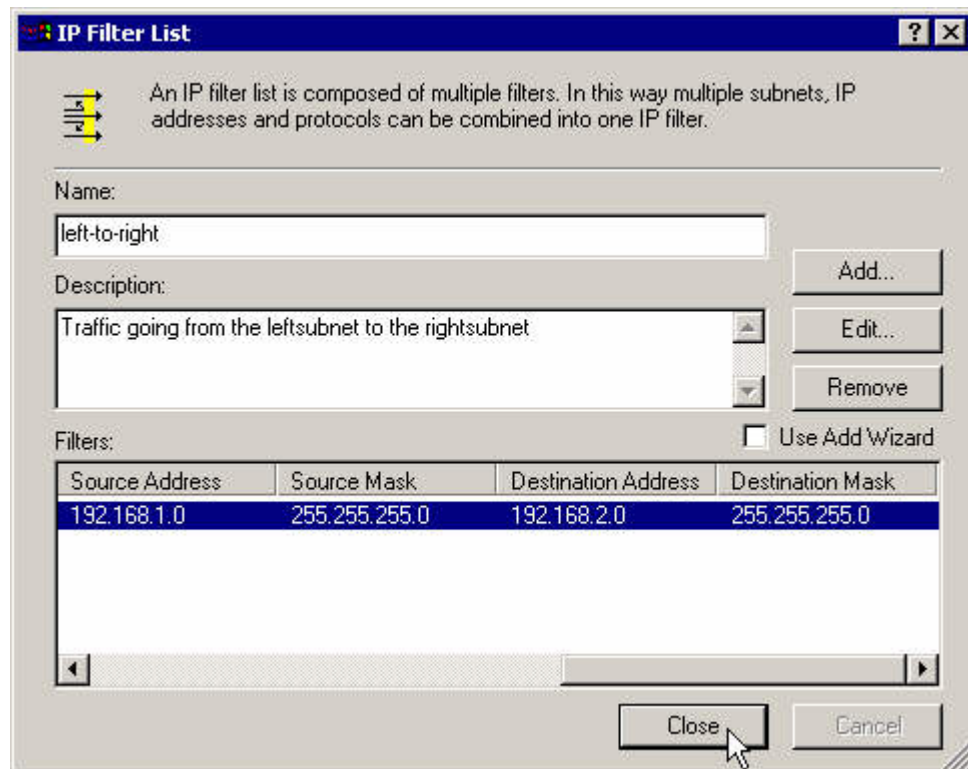 IP Filter List
An IP filter list is composed of multiple filters. In this way multiple subnets, IP
addresses and protocols can be combined into one IP filter.
Name:
left-to-right
Add...
Description:
Traffic going from the leftsubnet to the rightsubnet
Edit...
Remove
Filters:
Use Add Wizard
Source Address Source Mask Destination Address Destination Mask
192.168.1.0 255.255.255.0 192.168.2.0 255.255.255.0
Close
Cancel